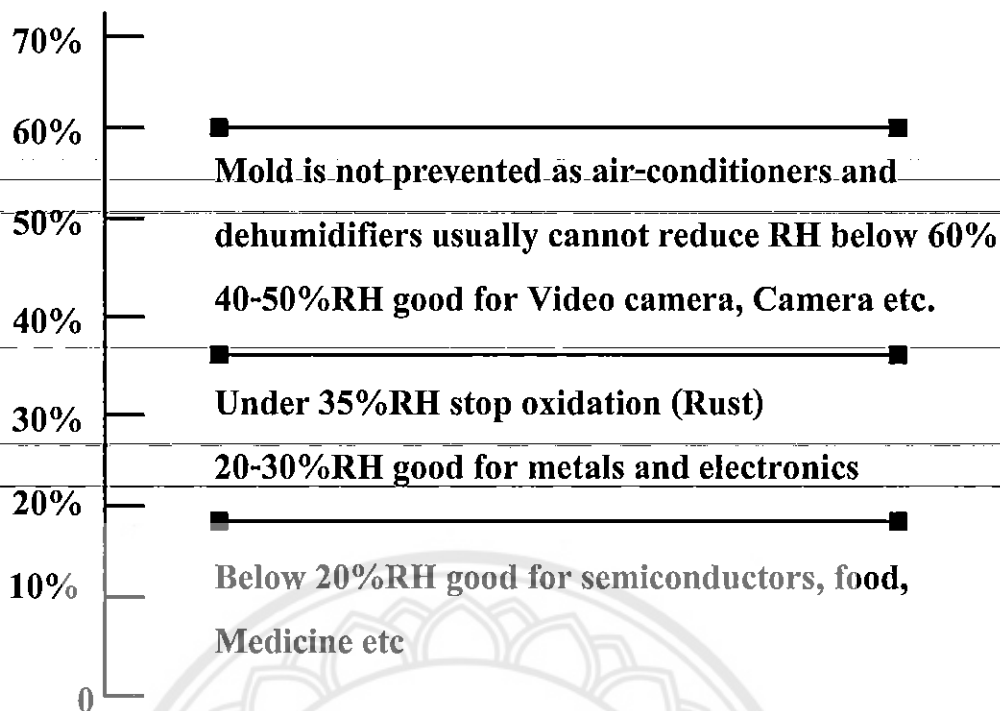 70%
60%
Mold is not prevented as air-conditioners and
50%
dehumidifiers usually cannot reduce RH below 60%
40-50%RH good for Video camera, Camera etc.
40%
Under 35%RH stop oxidation (Rust)
30%
20-30%RH good for metals and electronics
20%
Below 20%RH good for semiconductors, food,
10%
Medicine etc
0